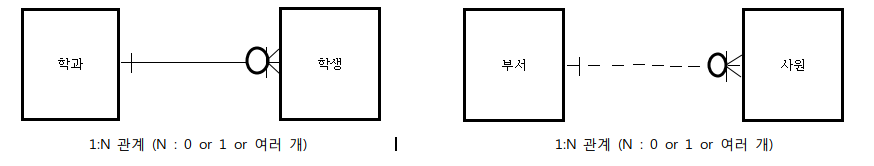 학과
학생
부서
사원
1:N 관계 (N : 0 or 1 or 여러 개)
1:N 관계 (N : 0 or 1 or 여러 개)